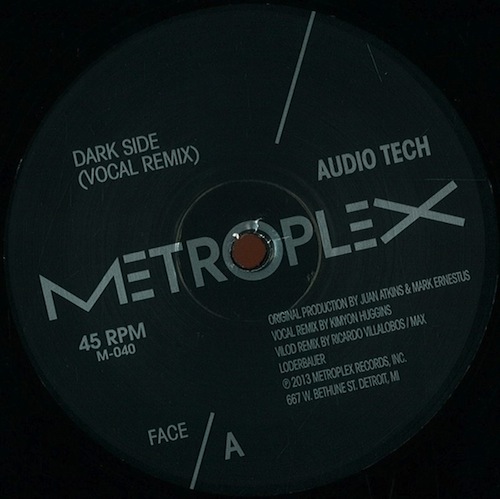 DARK SIDE
(VOCAL REMIX)
AUDIO TECH
METROPLEX
45 RPM
M-040
ORIGINAL PRODUCTION BY JUAN ATKINS & MARK ERNESTUS
VOCAL REMIX BY KIMYON HUGGINS
VILOD REMIX BY RICARDO VILLALOBOS / MAX
LODERBAUER
℗ 2013 METROPLEX RECORDS, INC.
667 W. BETHUNE ST. DETROIT, MI
FACE / A